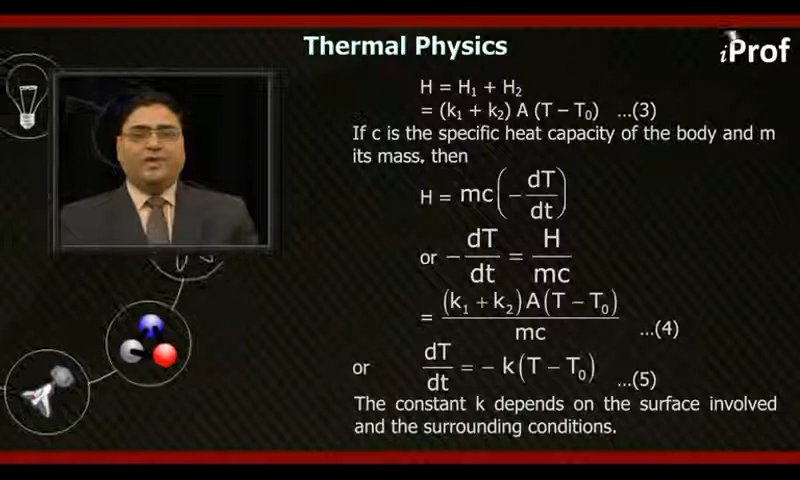 Thermal Physics
iProf
H = H₁ + H₂
= (k₁ + k₂) A (T – T₀) ...(3)
If c is the specific heat capacity of the body and m
its mass. then
H = mc(– dT/dt)
or – dT/dt = H/mc
= (k₁ + k₂) A (T – T₀) / mc ...(4)
or dT/dt = – k(T – T₀) ...(5)
The constant k depends on the surface involved
and the surrounding conditions.